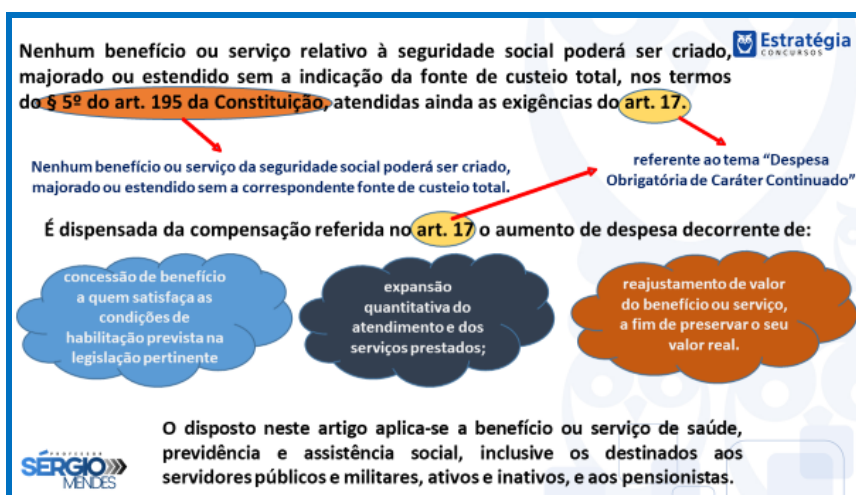 Nenhum benefício ou serviço relativo à seguridade social poderá ser criado,
majorado ou estendido sem a indicação da fonte de custeio total, nos termos
do § 5º do art. 195 da Constituição, atendidas ainda as exigências do art. 17.
Estratégia
CONCURSOS
Nenhum benefício ou serviço da seguridade social poderá ser criado,
majorado ou estendido sem a correspondente fonte de custeio total.
referente ao tema “Despesa
Obrigatória de Caráter Continuado”
É dispensada da compensação referida no art. 17 o aumento de despesa decorrente de:
concessão de benefício
a quem satisfaça as
condições de
habilitação prevista na
legislação pertinente
expansão
quantitativa do
atendimento e dos
serviços prestados;
reajustamento de valor
do benefício ou serviço,
a fim de preservar o seu
valor real.
O disposto neste artigo aplica-se a benefício ou serviço de saúde,
previdência e assistência social, inclusive os destinados aos
servidores públicos e militares, ativos e inativos, e aos pensionistas.
PROFESSOR
SÉRGIO
MENDES